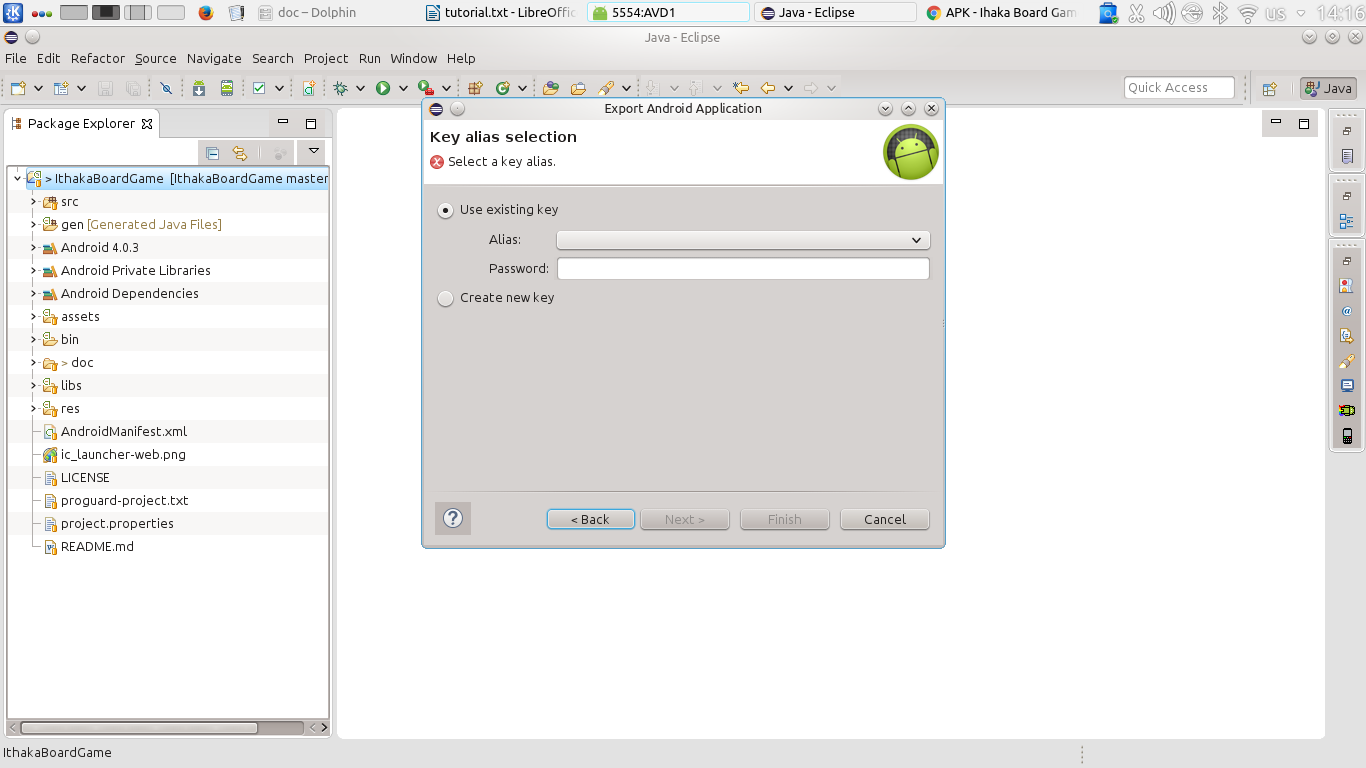 doc – Dolphin
tutorial.txt - LibreOffic
5554:AVD1
Java - Eclipse
APK - Ihaka Board Gam
us
14:16
Java - Eclipse
File Edit Refactor Source Navigate Search Project Run Window Help
Quick Access
Java
Package Explorer
> IthakaBoardGame [IthakaBoardGame master
src
gen [Generated Java Files]
Android 4.0.3
Android Private Libraries
Android Dependencies
assets
bin
> doc
libs
res
AndroidManifest.xml
ic_launcher-web.png
LICENSE
proguard-project.txt
project.properties
README.md
Export Android Application
Key alias selection
Select a key alias.
Use existing key
Alias:
Password:
Create new key
< Back
Next >
Finish
Cancel
IthakaBoardGame